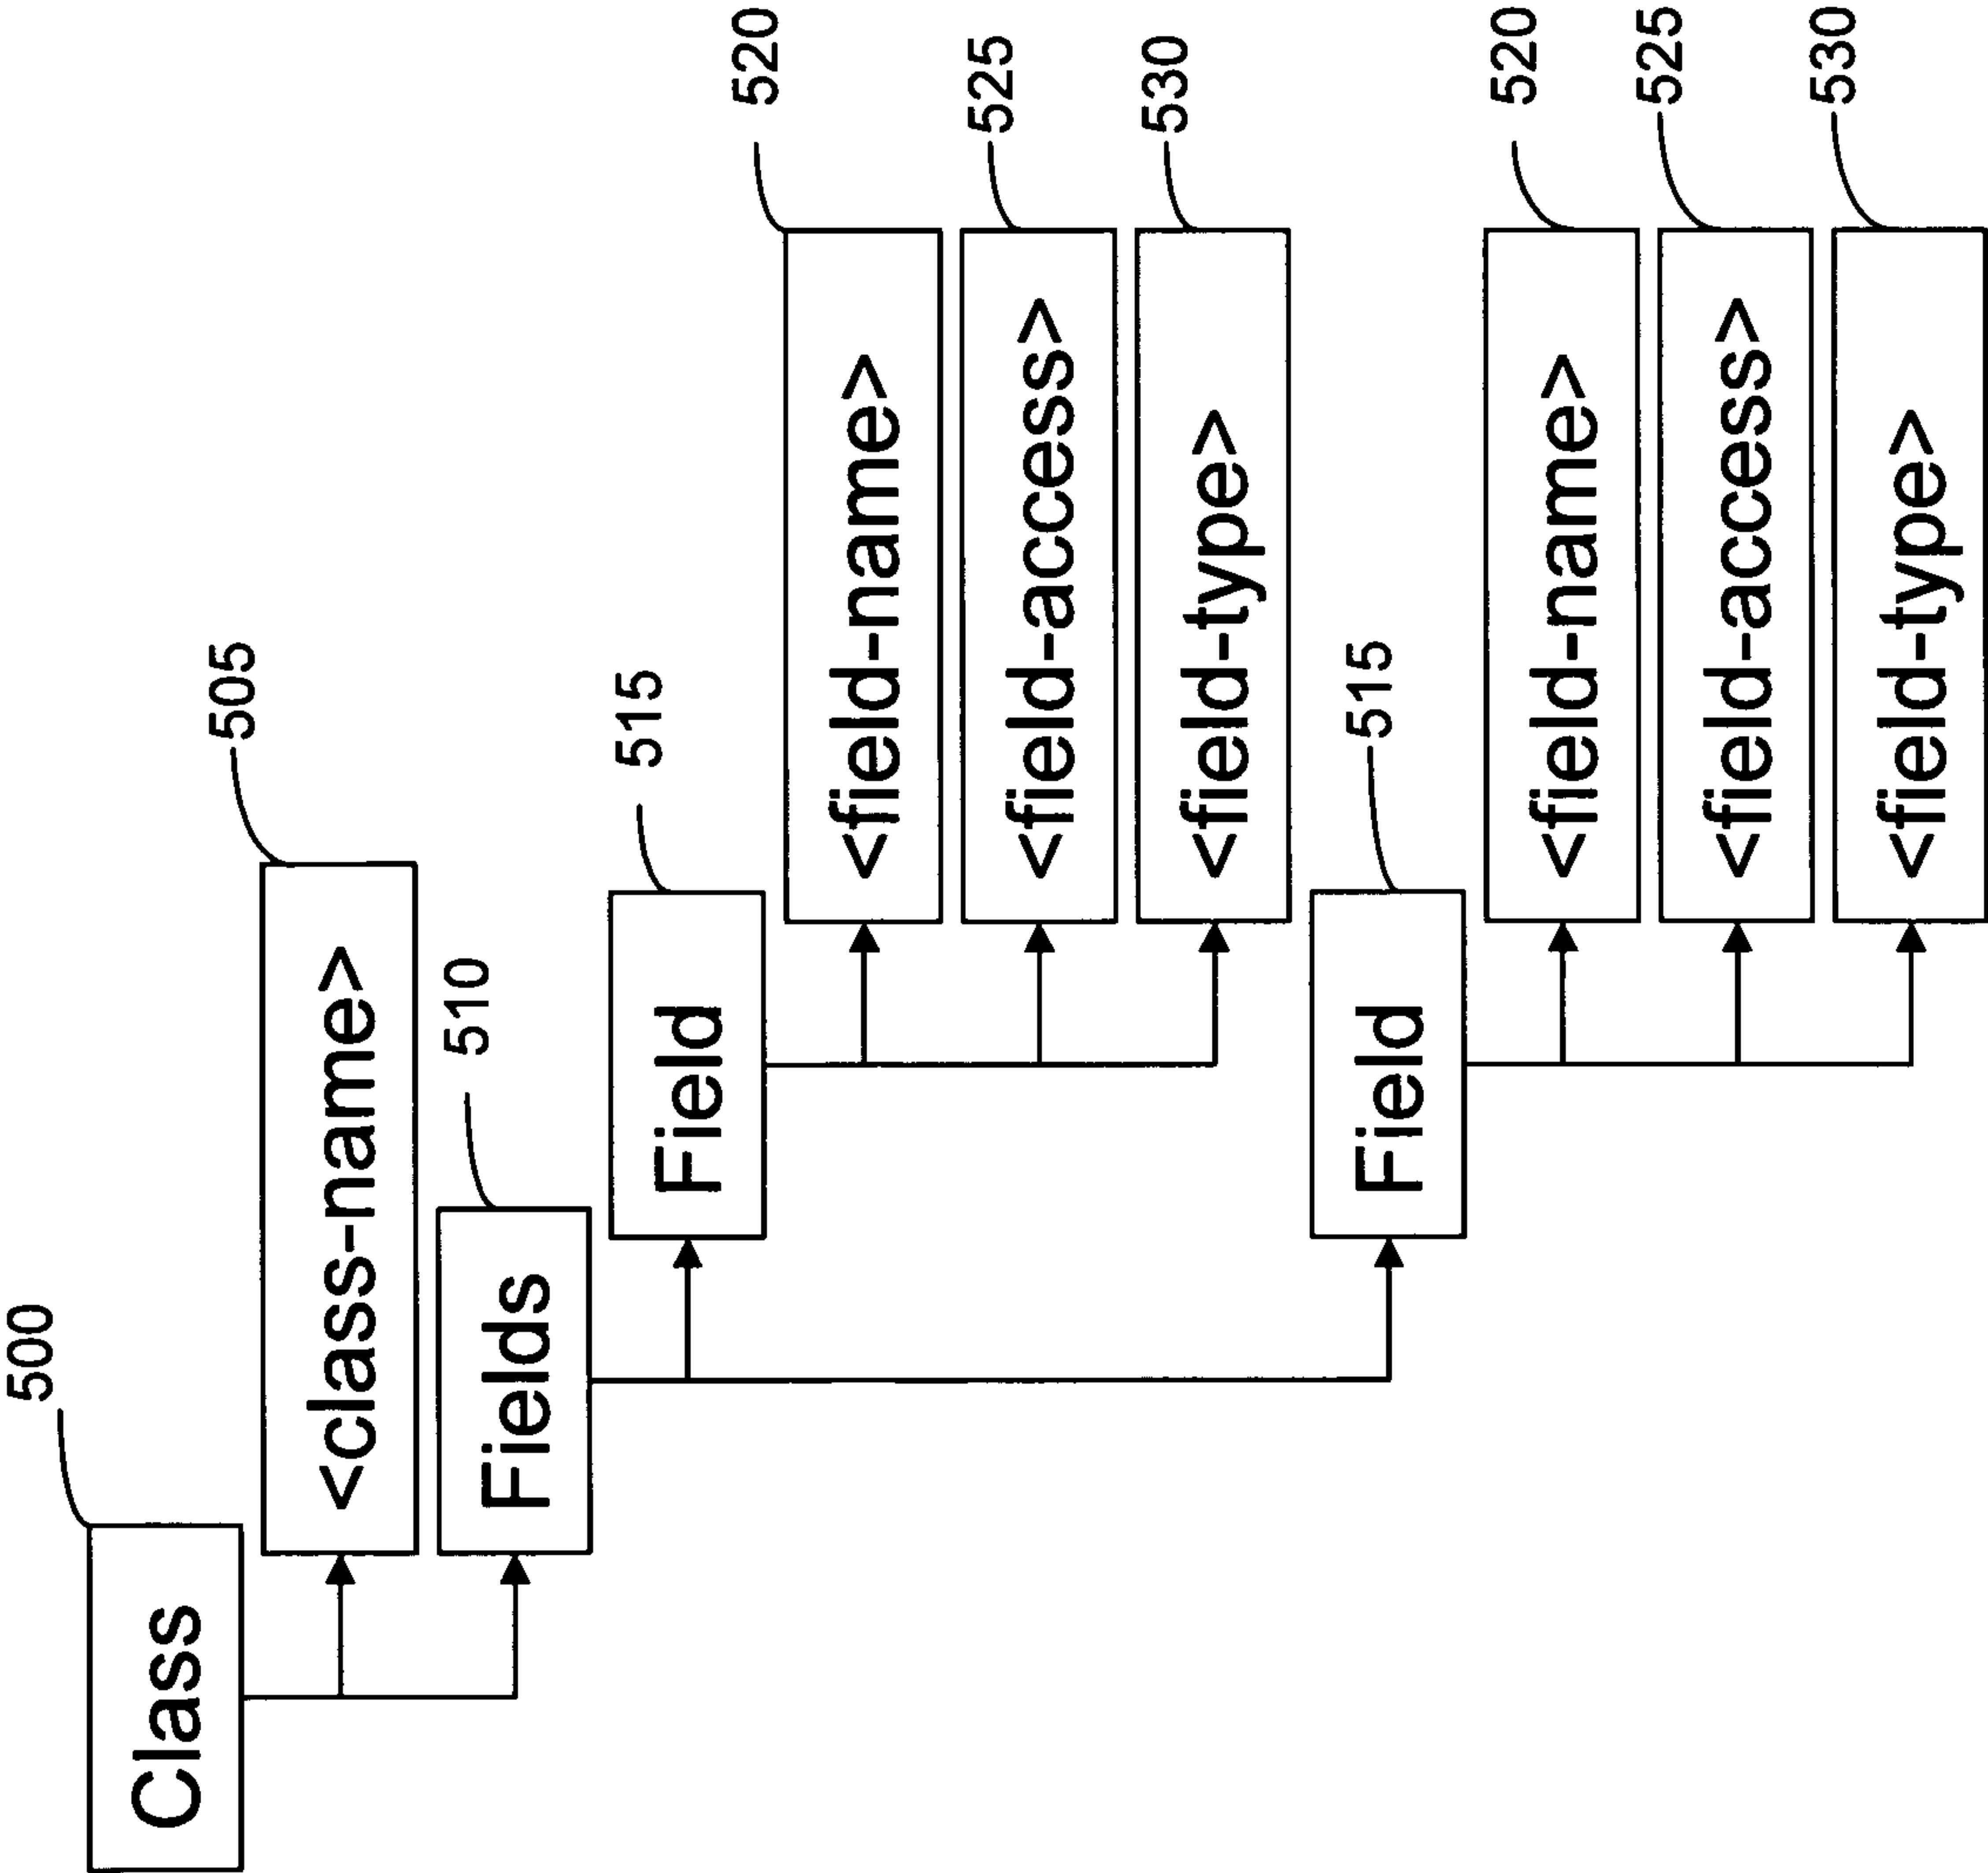 Class
500
<class-name>
505
Fields
510
Field
515
<field-name>
520
<field-access>
525
<field-type>
530
Field
515
<field-name>
520
<field-access>
525
<field-type>
530